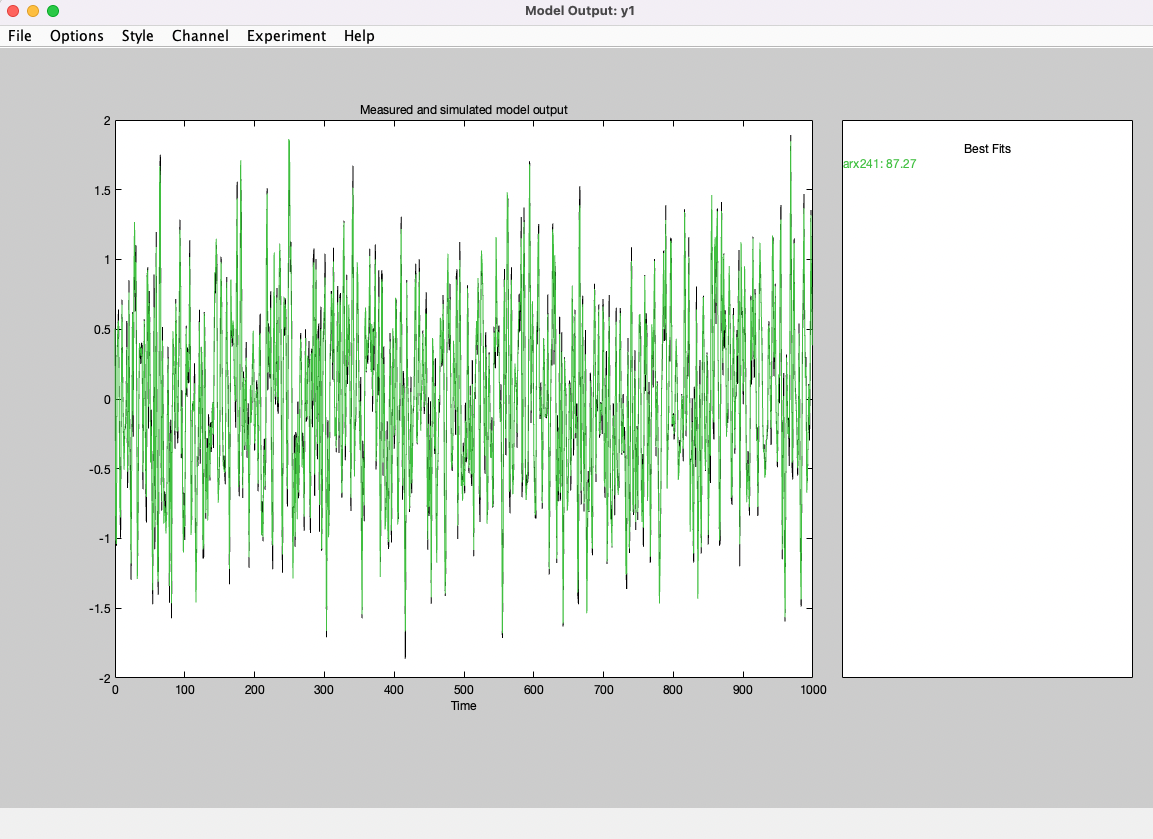 Model Output: y1
File Options Style Channel Experiment Help
Measured and simulated model output
2
1.5
1
0.5
0
-0.5
-1
-1.5
-2
0 100 200 300 400 500 600 700 800 900 1000
Time
Best Fits
arx241: 87.27